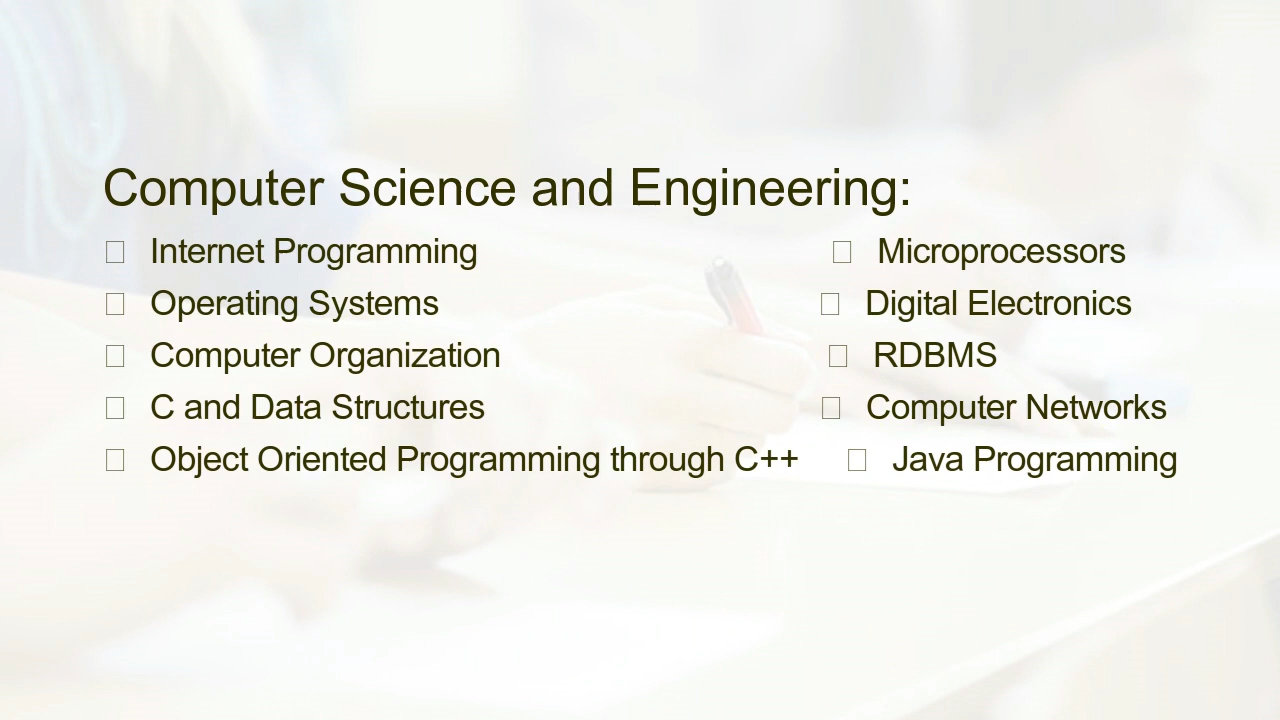 Computer Science and Engineering:
Internet Programming Microprocessors
Operating Systems Digital Electronics
Computer Organization RDBMS
C and Data Structures Computer Networks
Object Oriented Programming through C++ Java Programming